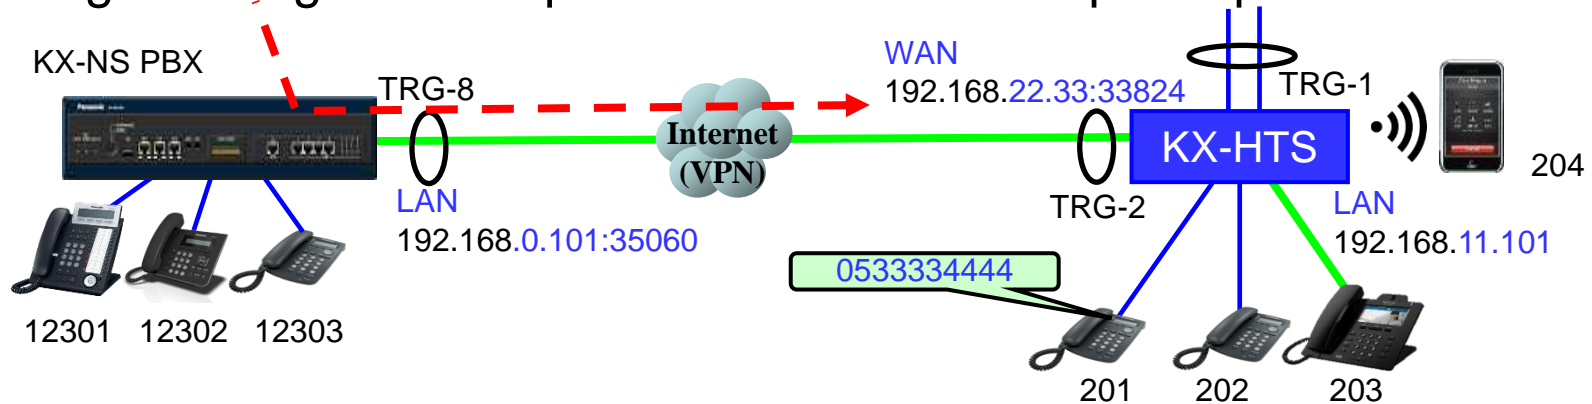 KX-NS PBX
TRG-8
WAN
192.168.22.33:33824
TRG-1
Internet
(VPN)
KX-HTS
204
LAN
192.168.0.101:35060
TRG-2
LAN
192.168.11.101
0533334444
12301
12302
12303
201
202
203
Panasonic